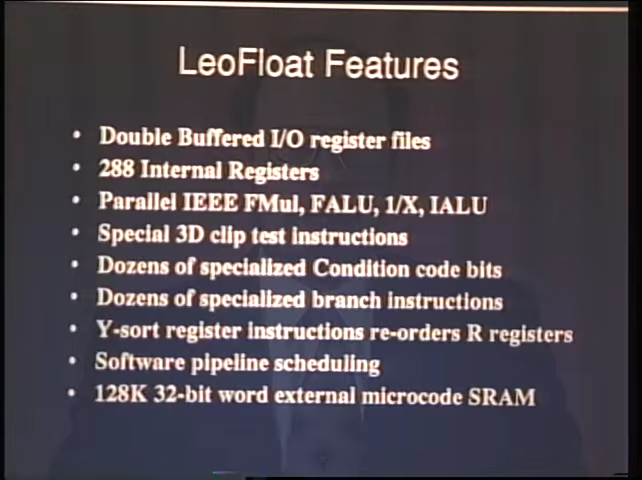 LeoFloat Features
• Double Buffered I/O register files
• 288 Internal Registers
• Parallel IEEE FMul, FALU, 1/X, IALU
• Special 3D clip test instructions
• Dozens of specialized Condition code bits
• Dozens of specialized branch instructions
• Y-sort register instructions re-orders R registers
• Software pipeline scheduling
• 128K 32-bit word external microcode SRAM